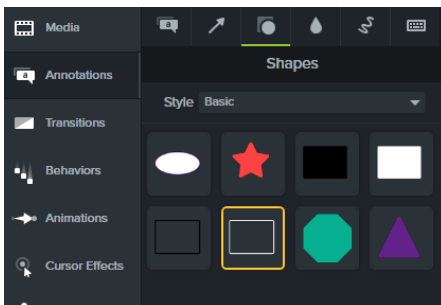 Media
a
Shapes
a
Annotations
Style Basic
Transitions
Behaviors
Animations
Cursor Effects